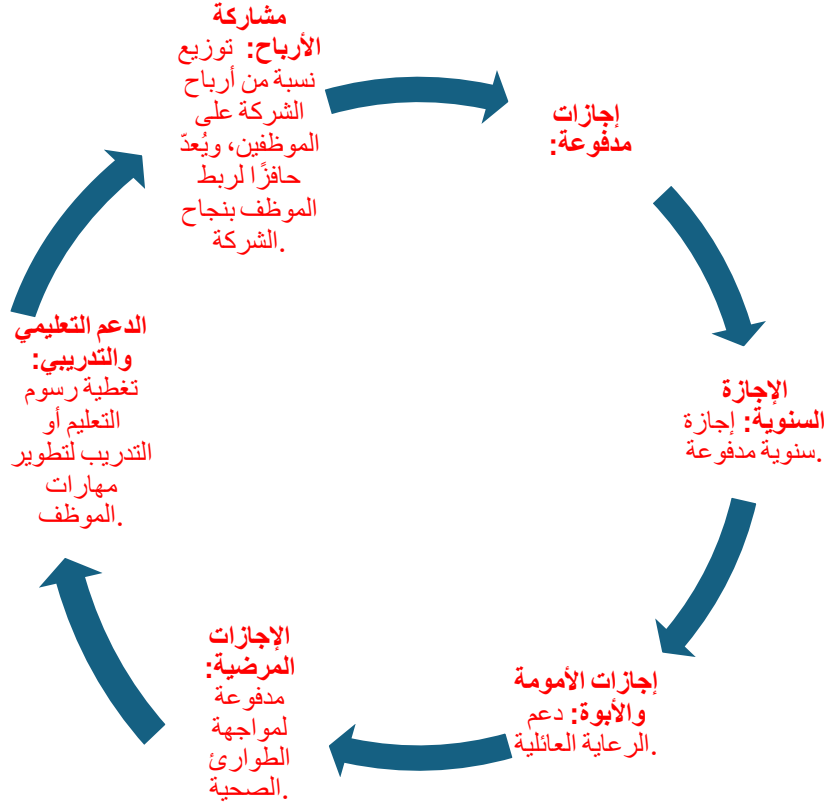 مشاركة
الأرباح: توزيع
نسبة من أرباح
الشركة على
الموظفين، ويُعدّ
حافزًا لربط
الموظف بنجاح
الشركة.
إجازات
مدفوعة:
الإجازة
السنوية: إجازة
سنوية مدفوعة.
إجازات الأمومة
والأبوة: دعم
الرعاية العائلية.
الإجازات
المرضية:
مدفوعة
لمواجهة
الطوارئ
الصحية.
الدعم التعليمي
والتدريبي:
تغطية رسوم
التعليم أو
التدريب لتطوير
مهارات
الموظف.